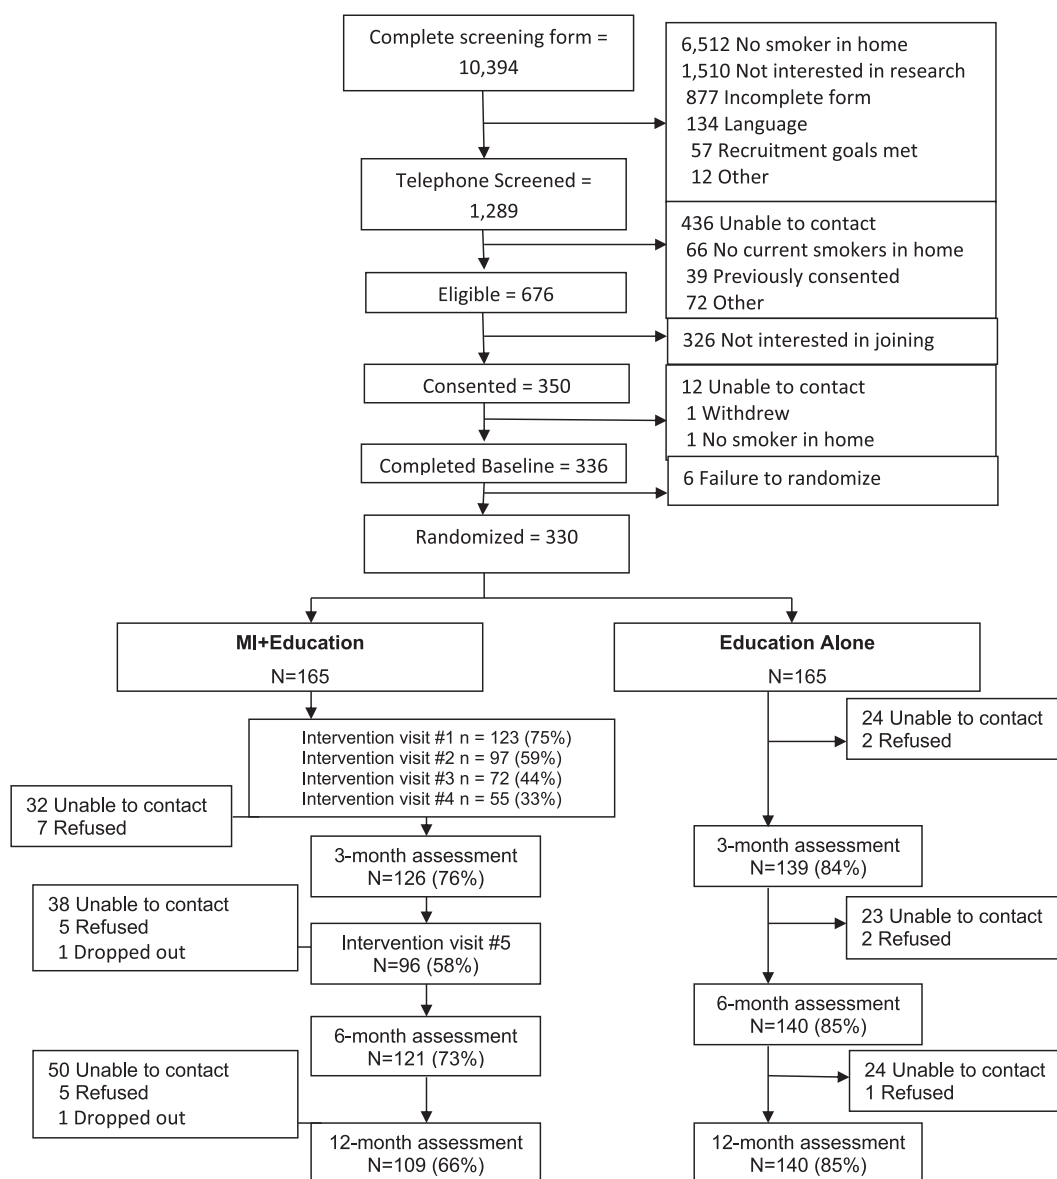 Complete screening form =
10,394
6,512 No smoker in home
1,510 Not interested in research
877 Incomplete form
134 Language
57 Recruitment goals met
12 Other
Telephone Screened =
1,289
436 Unable to contact
66 No current smokers in home
39 Previously consented
72 Other
Eligible = 676
326 Not interested in joining
Consented = 350
12 Unable to contact
1 Withdrew
1 No smoker in home
Completed Baseline = 336
6 Failure to randomize
Randomized = 330
MI+Education
N=165
Education Alone
N=165
Intervention visit #1 n = 123 (75%)
Intervention visit #2 n = 97 (59%)
Intervention visit #3 n = 72 (44%)
Intervention visit #4 n = 55 (33%)
24 Unable to contact
2 Refused
32 Unable to contact
7 Refused
3-month assessment
N=126 (76%)
3-month assessment
N=139 (84%)
38 Unable to contact
5 Refused
1 Dropped out
Intervention visit #5
N=96 (58%)
23 Unable to contact
2 Refused
6-month assessment
N=121 (73%)
6-month assessment
N=140 (85%)
50 Unable to contact
5 Refused
1 Dropped out
24 Unable to contact
1 Refused
12-month assessment
N=109 (66%)
12-month assessment
N=140 (85%)